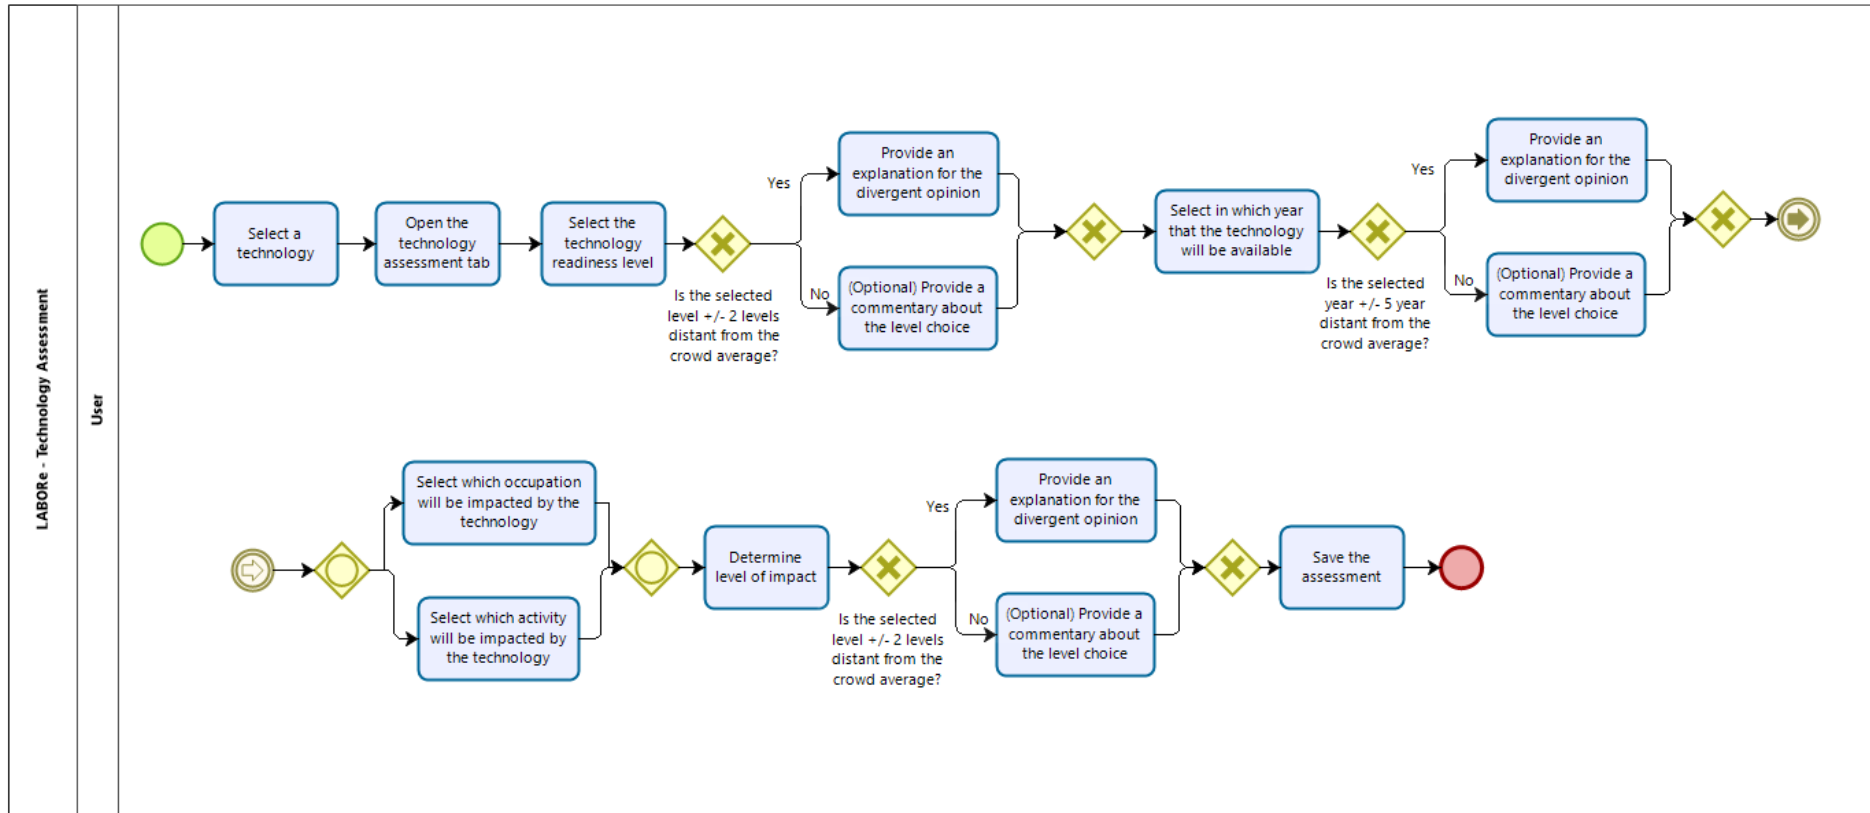 LABORe - Technology Assessment
User
Select a
technology
Open the
technology
assessment tab
Select the
technology
readiness level
Is the selected
level +/- 2 levels
distant from the
crowd average?
Yes
Provide an
explanation for the
divergent opinion
No
(Optional) Provide a
commentary about
the level choice
Select in which year
that the technology
will be available
Is the selected
year +/- 5 year
distant from the
crowd average?
Yes
Provide an
explanation for the
divergent opinion
No
(Optional) Provide a
commentary about
the level choice
Select which occupation
will be impacted by the
technology
Select which activity
will be impacted by
the technology
Determine
level of impact
Is the selected
level +/- 2 levels
distant from the
crowd average?
Yes
Provide an
explanation for the
divergent opinion
No
(Optional) Provide a
commentary about
the level choice
Save the
assessment